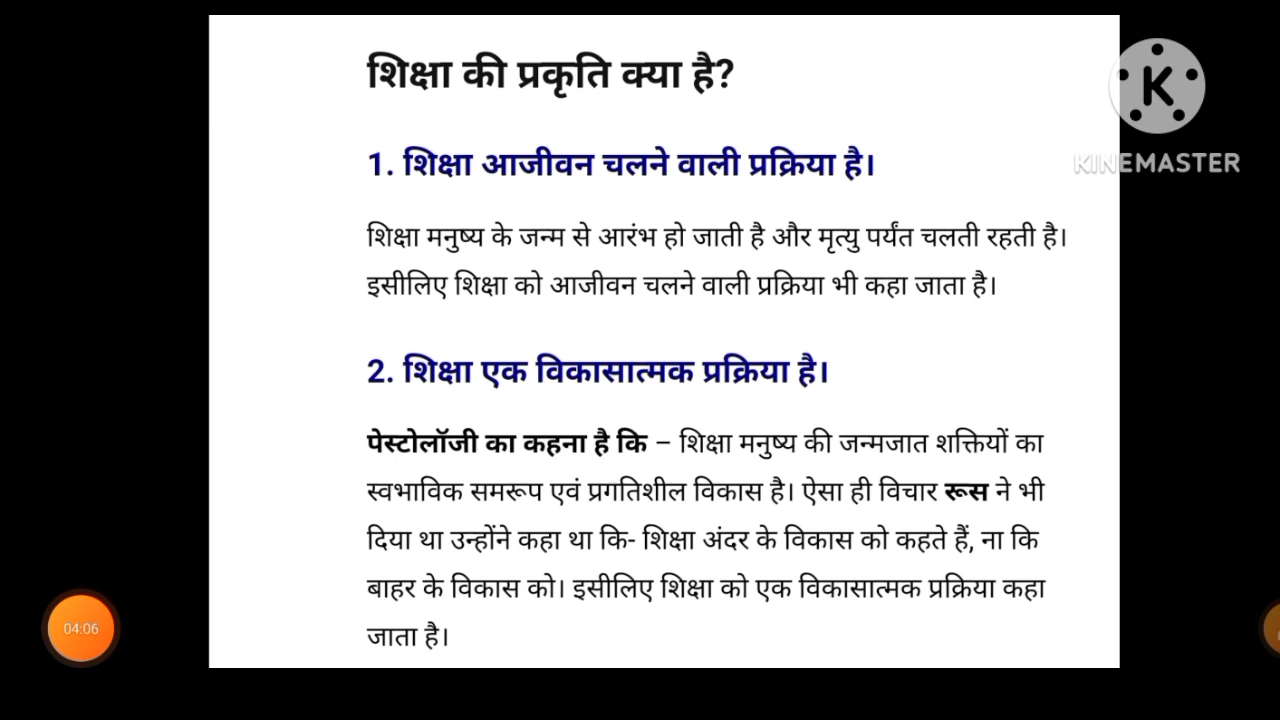 शिक्षा की प्रकृति क्या है?
K
KINEMASTER
1. शिक्षा आजीवन चलने वाली प्रक्रिया है।
शिक्षा मनुष्य के जन्म से आरंभ हो जाती है और मृत्यु पर्यंत चलती रहती है।
इसीलिए शिक्षा को आजीवन चलने वाली प्रक्रिया भी कहा जाता है।
2. शिक्षा एक विकासात्मक प्रक्रिया है।
पेस्टोलॉजी का कहना है कि – शिक्षा मनुष्य की जन्मजात शक्तियों का
स्वभाविक समरूप एवं प्रगतिशील विकास है। ऐसा ही विचार रूस ने भी
दिया था उन्होंने कहा था कि- शिक्षा अंदर के विकास को कहते हैं, ना कि
बाहर के विकास को। इसीलिए शिक्षा को एक विकासात्मक प्रक्रिया कहा
जाता है।
04:06